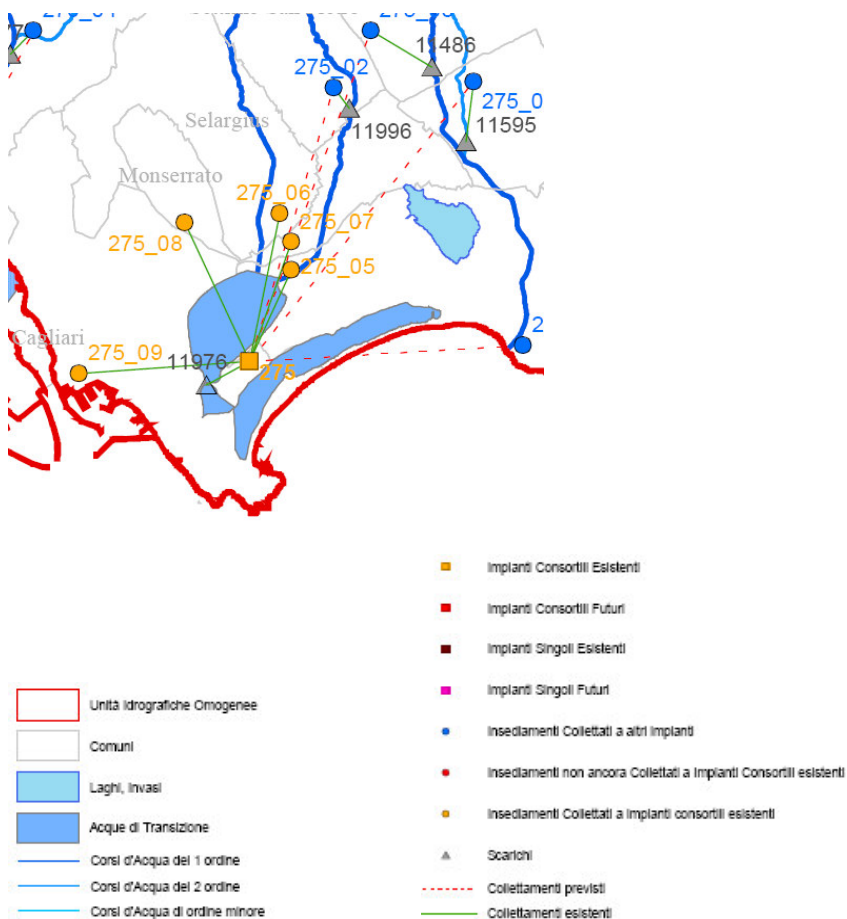 275_02
11486
275_0
11996
11595
Selargius
Monserrato
275_06
275_07
275_08
275_05
Cagliari
275_09
11976
275
2
Impianti Consortili Esistenti
Impianti Consortili Futuri
Impianti Singoli Esistenti
Impianti Singoli Futuri
Insediamenti Collettati a altri Impianti
Insediamenti non ancora Collettati a Impianti Consortili esistenti
Insediamenti Collettati a Impianti consortili esistenti
Scarichi
Collettamenti previsti
Collettamenti esistenti
Unità Idrografiche Omogenee
Comuni
Laghi, Invasi
Acque di Transizione
Corsi d'Acqua del 1 ordine
Corsi d'Acqua del 2 ordine
Corsi d'Acqua di ordine minore